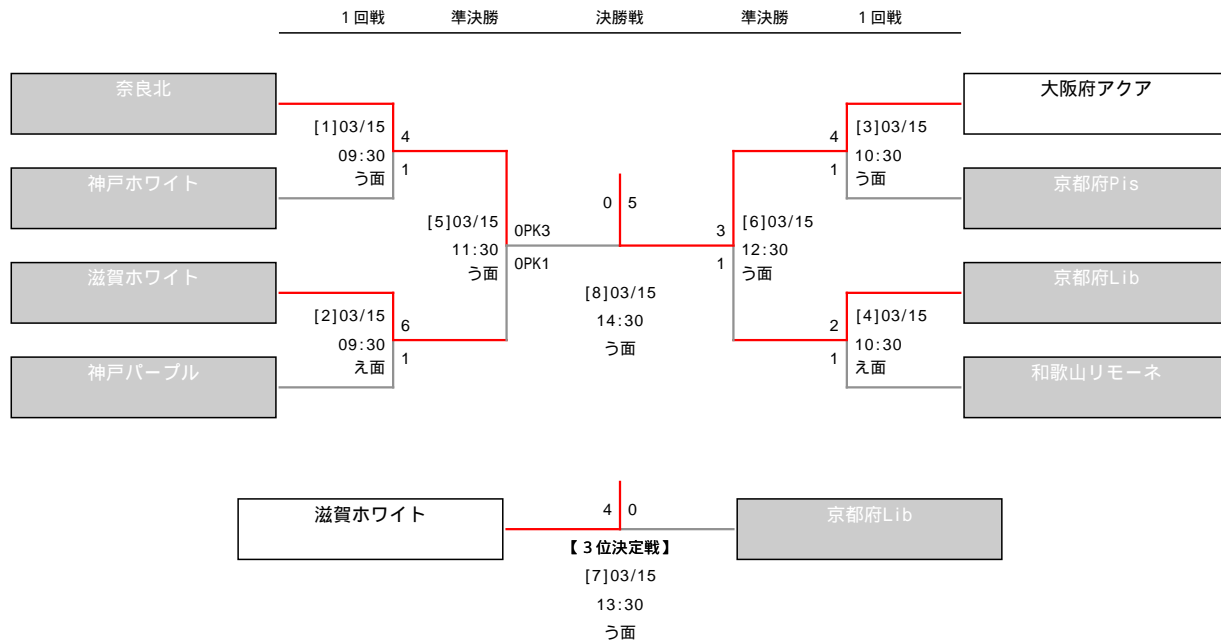 1回戦 準決勝 決勝戦 準決勝 1回戦
奈良北
大阪府アクア
[1]03/15
09:30
う面
4
1
4
1
[3]03/15
10:30
う面
神戸ホワイト
京都府Pis
[5]03/15
11:30
う面
0PK3
0PK1
0 5
3
1
[6]03/15
12:30
う面
滋賀ホワイト
京都府Lib
[8]03/15
14:30
う面
[2]03/15
09:30
え面
6
1
2
1
[4]03/15
10:30
え面
神戸パープル
和歌山リモーネ
滋賀ホワイト
4 0
京都府Lib
【3位決定戦】
[7]03/15
13:30
う面